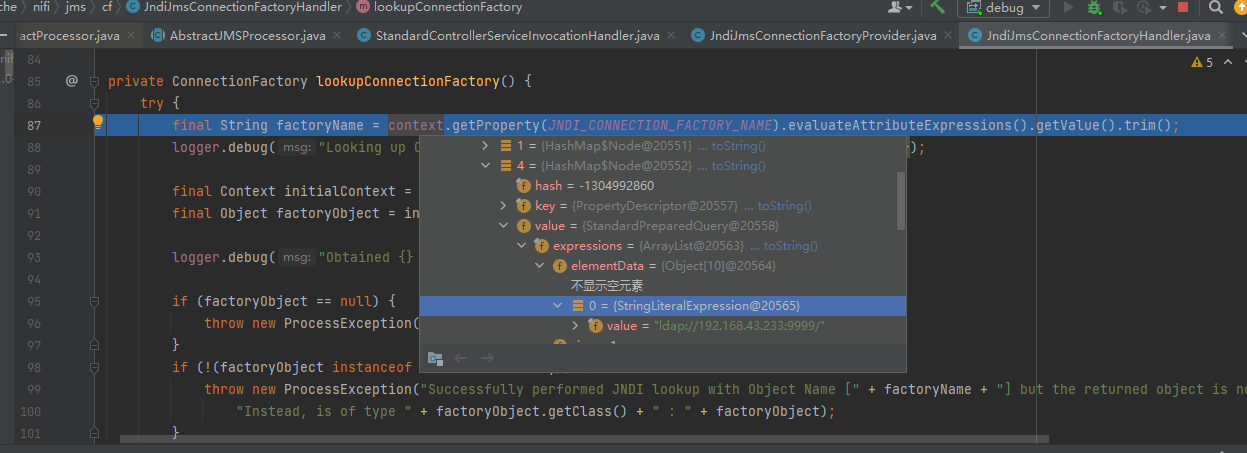 che nifi jms cf JndiJmsConnectionFactoryHandler lookupConnectionFactory debug
actProcessor.java AbstractJMSProcessor.java StandardControllerServiceInvocationHandler.java JndiJmsConnectionFactoryProvider.java JndiJmsConnectionFactoryHandler.java
84
85 @ private ConnectionFactory lookupConnectionFactory() { 5
86 try {
87 final String factoryName = context.getProperty(JNDI_CONNECTION_FACTORY_NAME).evaluateAttributeExpressions().getValue().trim();
88 logger.debug( msg: "Looking up C );
1 = {HashMap$Node@20551} ... toString()
4 = {HashMap$Node@20552} ... toString()
89
hash = -1304992860
90 final Context initialContext =
key = {PropertyDescriptor@20557} ... toString()
91 final Object factoryObject = in
value = {StandardPreparedQuery@20558}
92
expressions = {ArrayList@20563} ... toString()
93 logger.debug( msg: "Obtained {}
elementData = {Object[10]@20564}
94
不显示空元素
95 if (factoryObject == null) {
0 = {StringLiteralExpression@20565}
96 throw new ProcessException(
value = "ldap://192.168.43.233:9999/"
97 }
98 if (!(factoryObject instanceof
99 throw new ProcessException("Successfully performed JNDI lookup with Object Name [" + factoryName + "] but the returned object is no
100 "Instead, is of type " + factoryObject.getClass() + " : " + factoryObject);
101 }